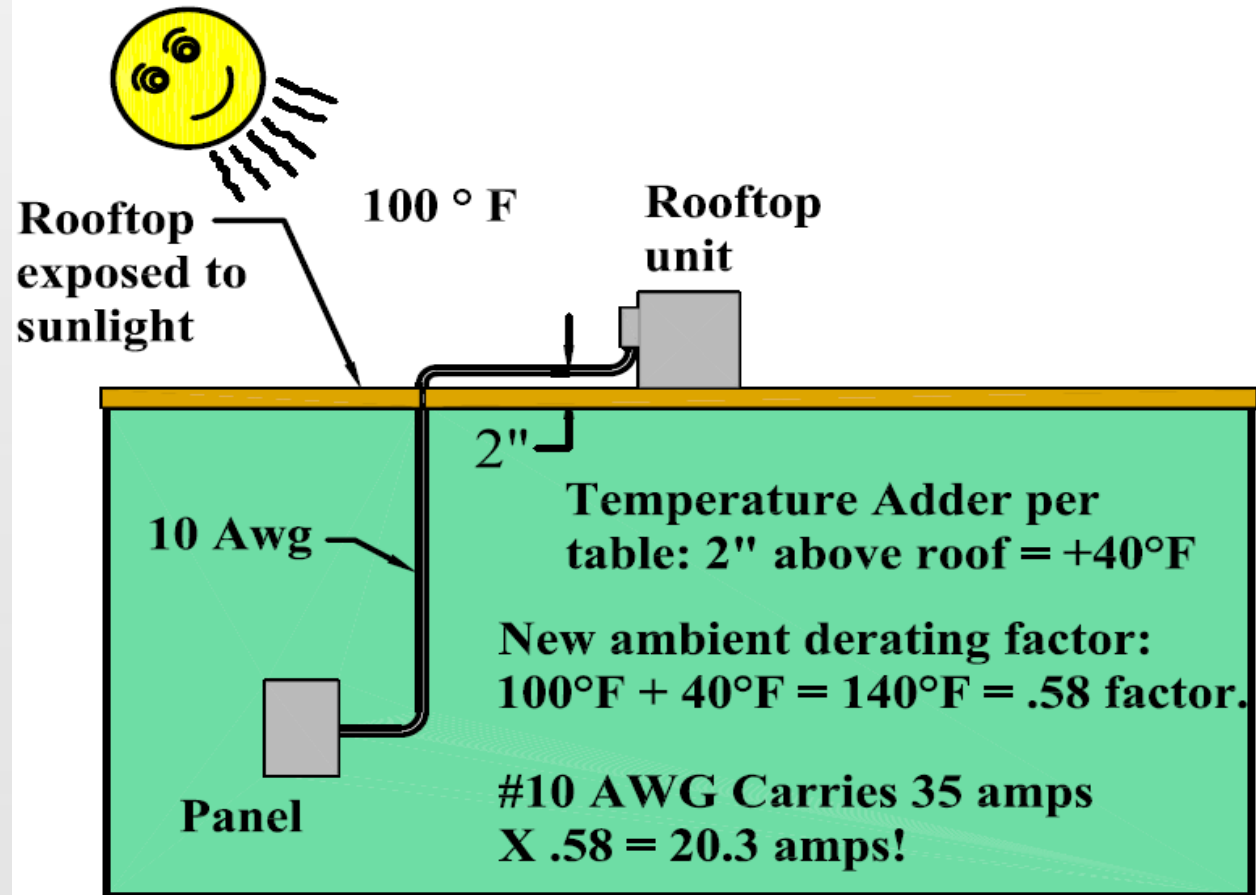 100 ° F
Rooftop
exposed to
sunlight
Rooftop
unit
2"
10 Awg
Panel
Temperature Adder per
table: 2" above roof = +40°F
New ambient derating factor:
100°F + 40°F = 140°F = .58 factor.
#10 AWG Carries 35 amps
X .58 = 20.3 amps!